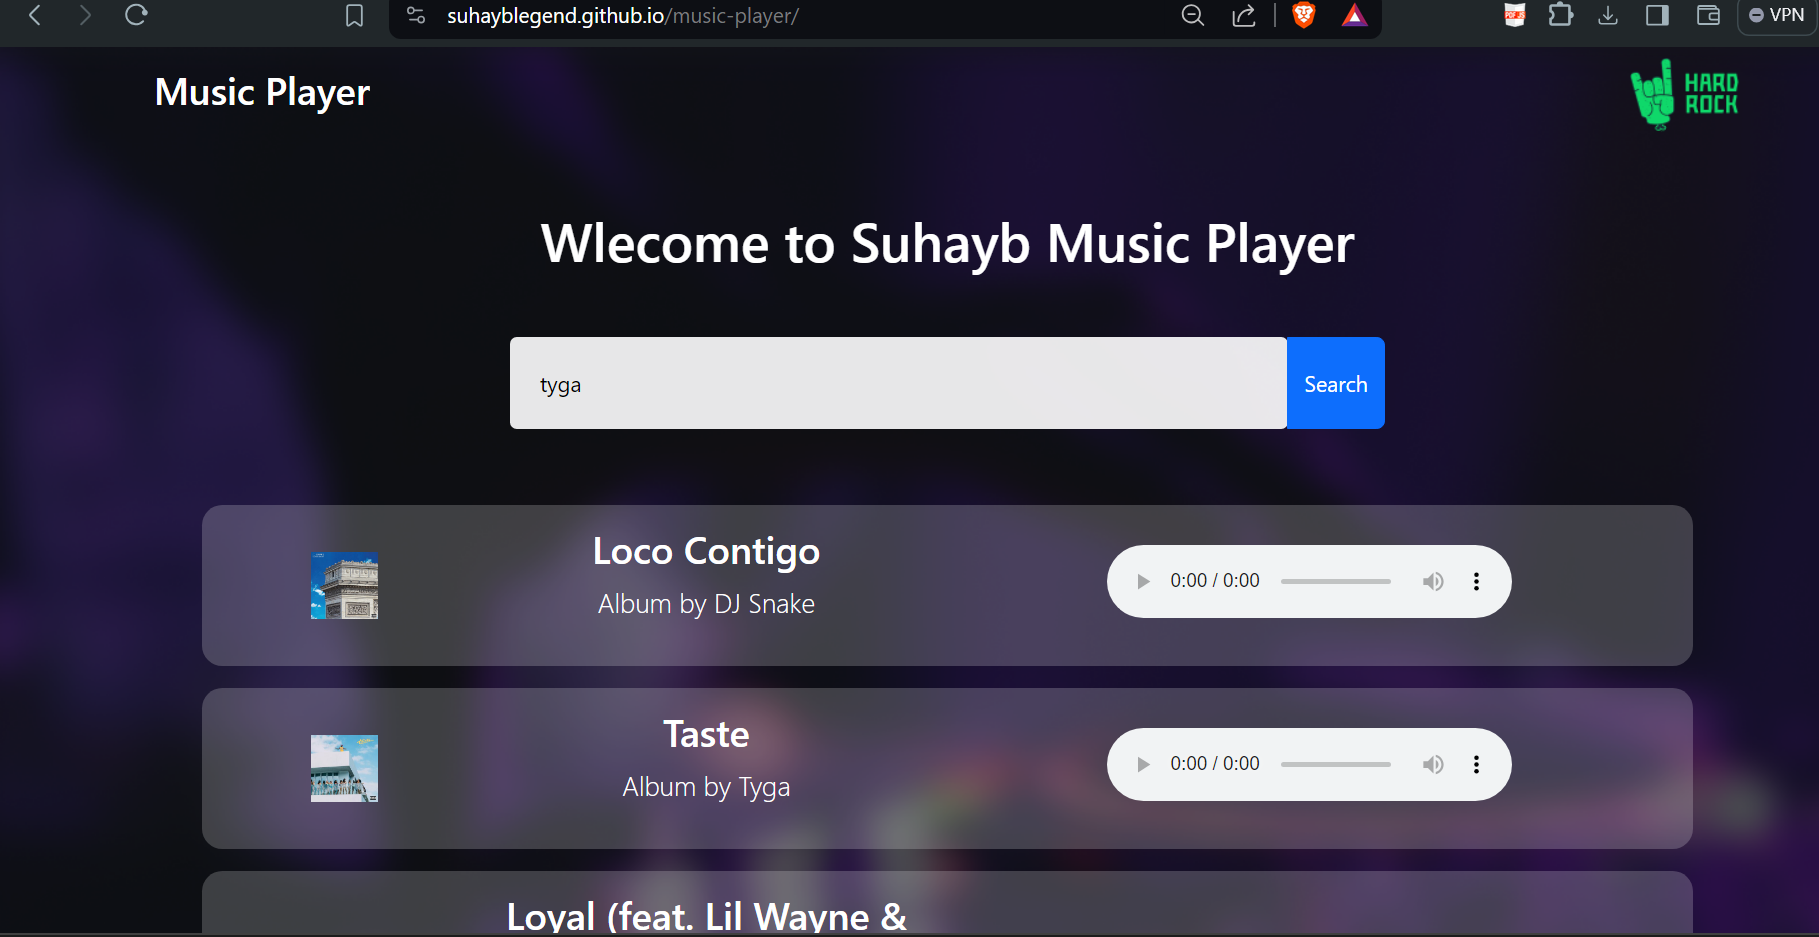 suhayblegend.github.io/music-player/
VPN
Music Player
HARD
ROCK
Wlecome to Suhayb Music Player
tyga
Search
Loco Contigo
Album by DJ Snake
0:00 / 0:00
Taste
Album by Tyga
0:00 / 0:00
Loyal (feat. Lil Wayne &